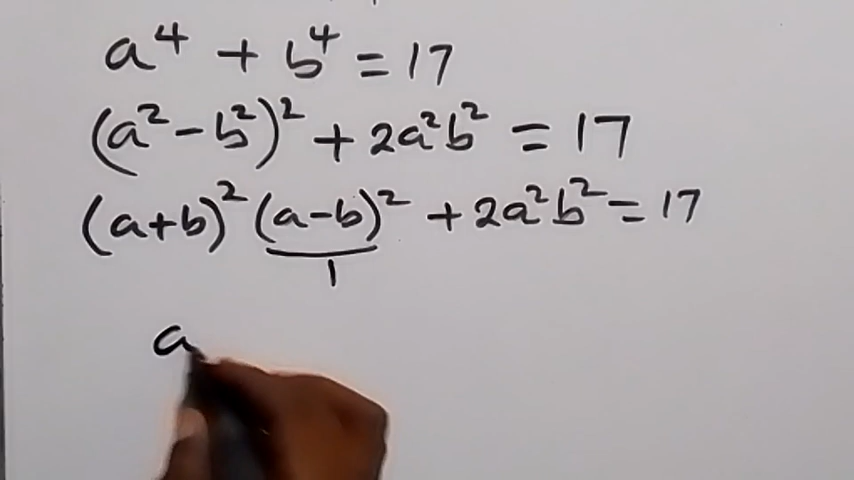 a⁴ + b⁴ = 17
(a² - b²)² + 2a²b² = 17
(a+b)² (a-b)² + 2a²b² = 17
1
a